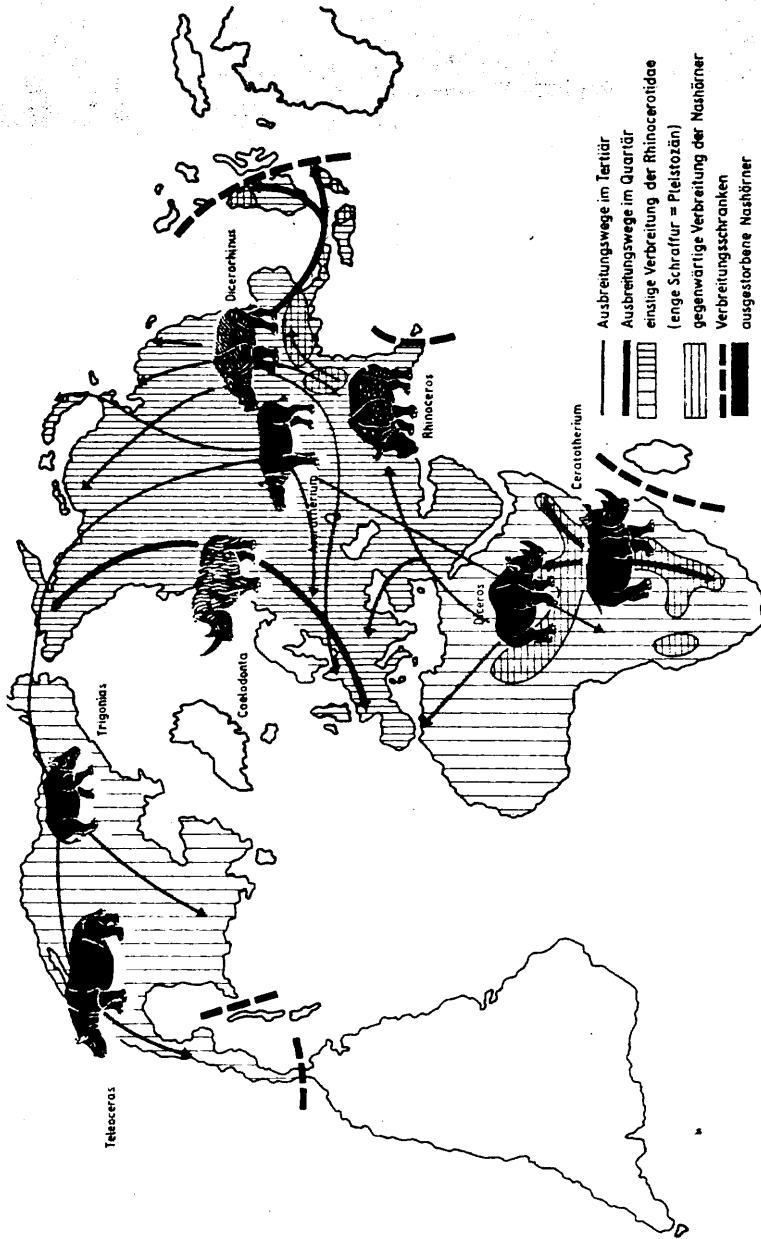 Teleoceras
Trigonias
Coelodonta
Dicerorhinus
Rhinoceros
Diceros
Ceratotherium
Ausbreitungswege im Tertiär
Ausbreitungswege im Quartär
einstige Verbreitung der Rhinocerotidae
(enge Schraffur = Pleistozän)
gegenwärtige Verbreitung der Nashörner
Verbreitungsschranken
ausgestorbene Nashörner